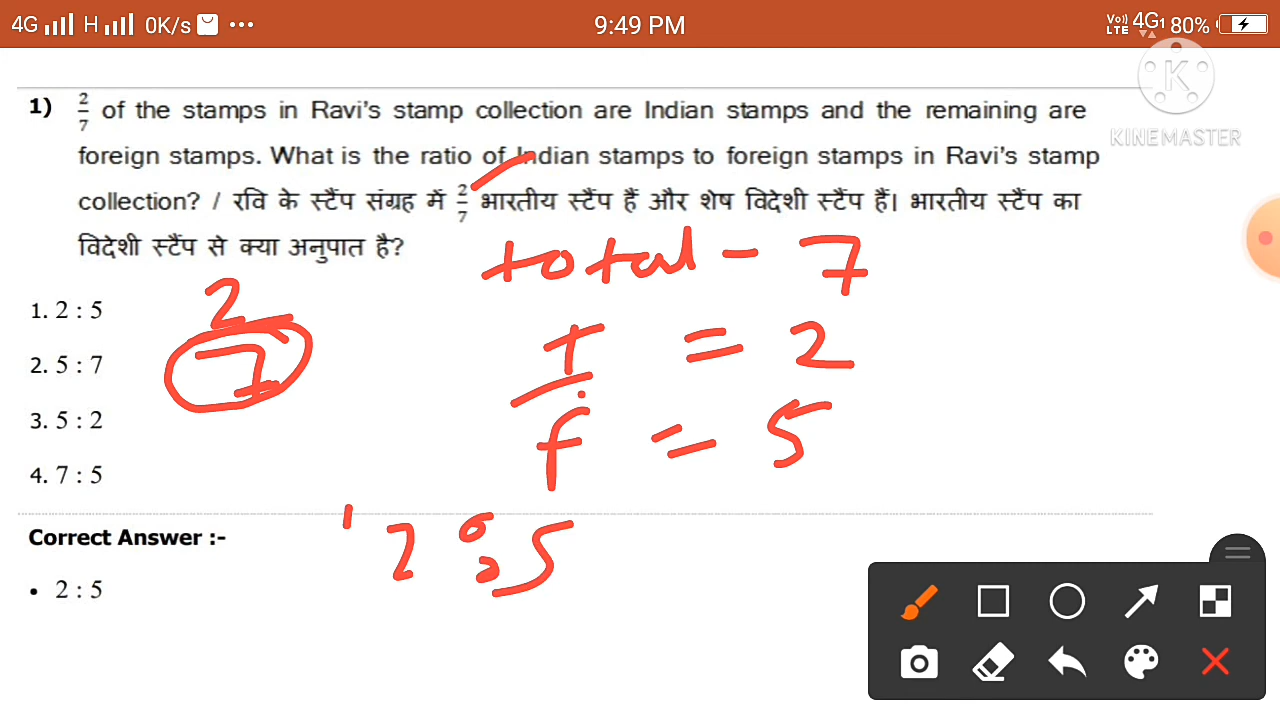 4G H 0K/s 9:49 PM Vo) LTE 4G1 80%
KINEMASTER
1) 2/7 of the stamps in Ravi's stamp collection are Indian stamps and the remaining are
foreign stamps. What is the ratio of Indian stamps to foreign stamps in Ravi's stamp
collection? / रवि के स्टैंप संग्रह में 2/7 भारतीय स्टैंप हैं और शेष विदेशी स्टैंप हैं। भारतीय स्टैंप का
विदेशी स्टैंप से क्या अनुपात है?
total - 7
1. 2 : 5
2/7
I = 2
2. 5 : 7
3. 5 : 2
f = 5
4. 7 : 5
Correct Answer :-
2 : 5
• 2 : 5